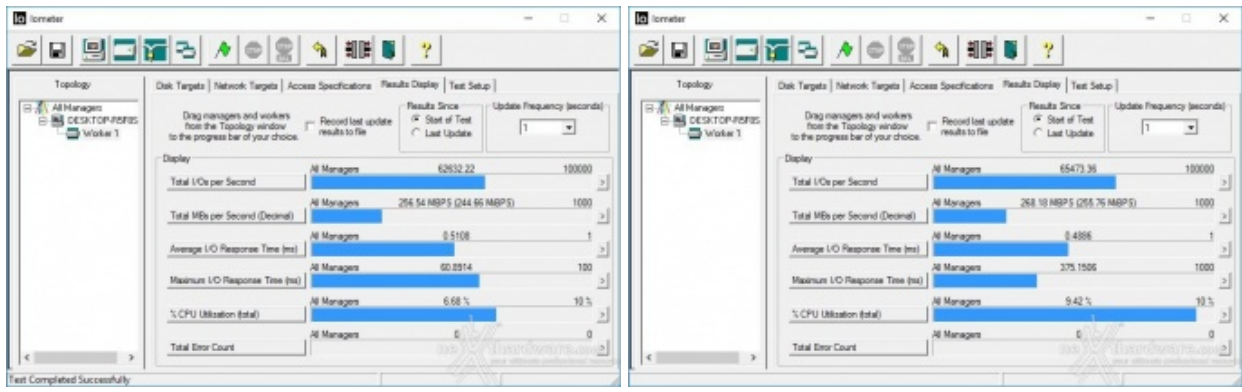 Iometer
Topology
All Managers
Worker 1
Disk Targets
Network Targets
Access Specifications
Results Display
Test Setup
Drag managers and workers
from the Topology window
to the progress bar of your choice.
Record last update
results to file
Results Since
Start of Test
Last Update
Update Frequency (seconds)
1
Display
All Managers 62632.22 100000
Total I/Os per Second
All Managers 256.54 MBPS (244.66 MiBPS) 1000
Total MBs per Second (Decimal)
All Managers 0.5108 1
Average I/O Response Time (ms)
All Managers 60.8914 100
Maximum I/O Response Time (ms)
All Managers 6.68 % 10 %
% CPU Utilization (total)
All Managers 0 0
Total Error Count
Test Completed Successfully
Iometer
Topology
All Managers
Worker 1
Disk Targets
Network Targets
Access Specifications
Results Display
Test Setup
Drag managers and workers
from the Topology window
to the progress bar of your choice.
Record last update
results to file
Results Since
Start of Test
Last Update
Update Frequency (seconds)
1
Display
All Managers 65473.36 100000
Total I/Os per Second
All Managers 268.18 MBPS (255.76 MiBPS) 1000
Total MBs per Second (Decimal)
All Managers 0.4886 1
Average I/O Response Time (ms)
All Managers 375.1506 1000
Maximum I/O Response Time (ms)
All Managers 9.42 % 10 %
% CPU Utilization (total)
All Managers 0 0
Total Error Count